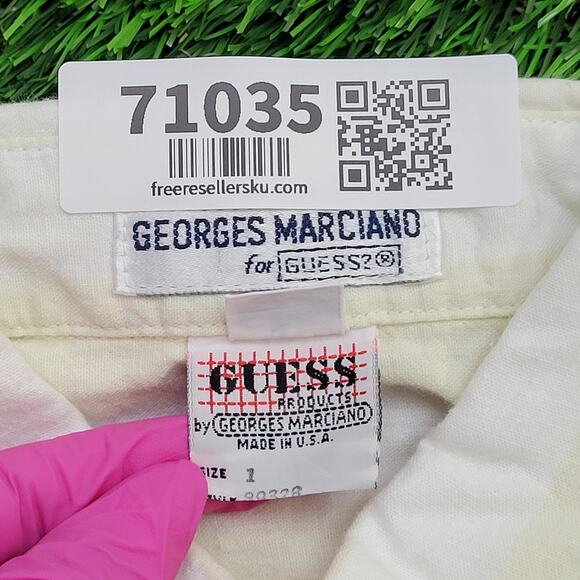 71035
freeresellersku.com
GEORGES MARCIANO
for GUESS?®
GUESS
PRODUCTS
by GEORGES MARCIANO
MADE IN U.S.A.
SIZE 1